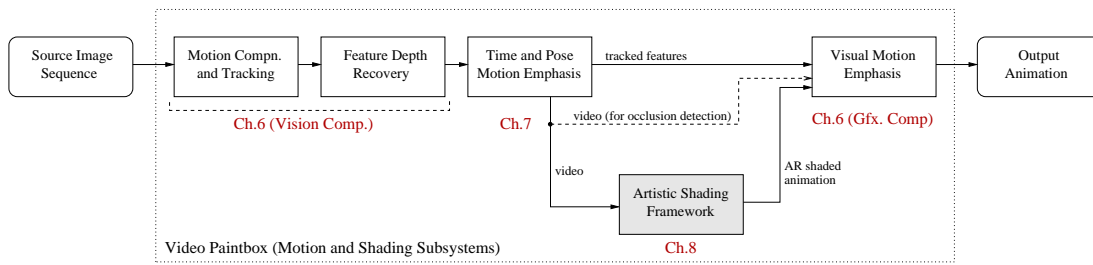 Source Image
Sequence
Motion Compn.
and Tracking
Feature Depth
Recovery
Time and Pose
Motion Emphasis
tracked features
Visual Motion
Emphasis
Output
Animation
Ch.6 (Vision Comp.)
Ch.7
video (for occlusion detection)
Ch.6 (Gfx. Comp)
video
AR shaded
animation
Artistic Shading
Framework
Ch.8
Video Paintbox (Motion and Shading Subsystems)